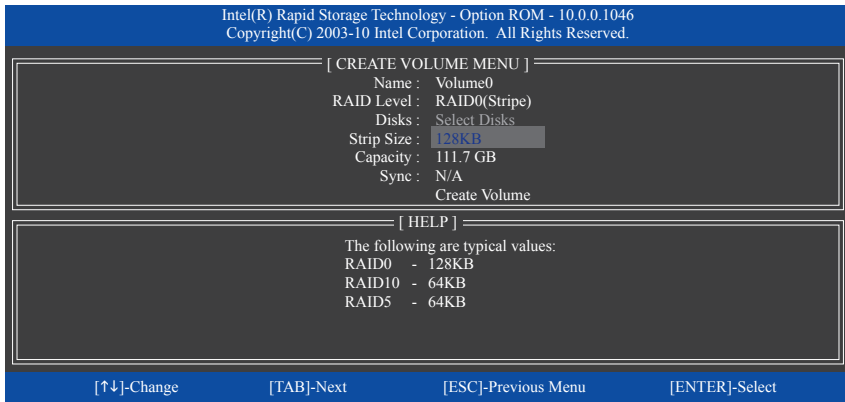 Intel(R) Rapid Storage Technology - Option ROM - 10.0.0.1046
Copyright(C) 2003-10 Intel Corporation. All Rights Reserved.
[ CREATE VOLUME MENU ]
Name : Volume0
RAID Level : RAID0(Stripe)
Disks : Select Disks
Strip Size : 128KB
Capacity : 111.7 GB
Sync : N/A
Create Volume
[ HELP ]
The following are typical values:
RAID0 - 128KB
RAID10 - 64KB
RAID5 - 64KB
[↑↓]-Change [TAB]-Next [ESC]-Previous Menu [ENTER]-Select